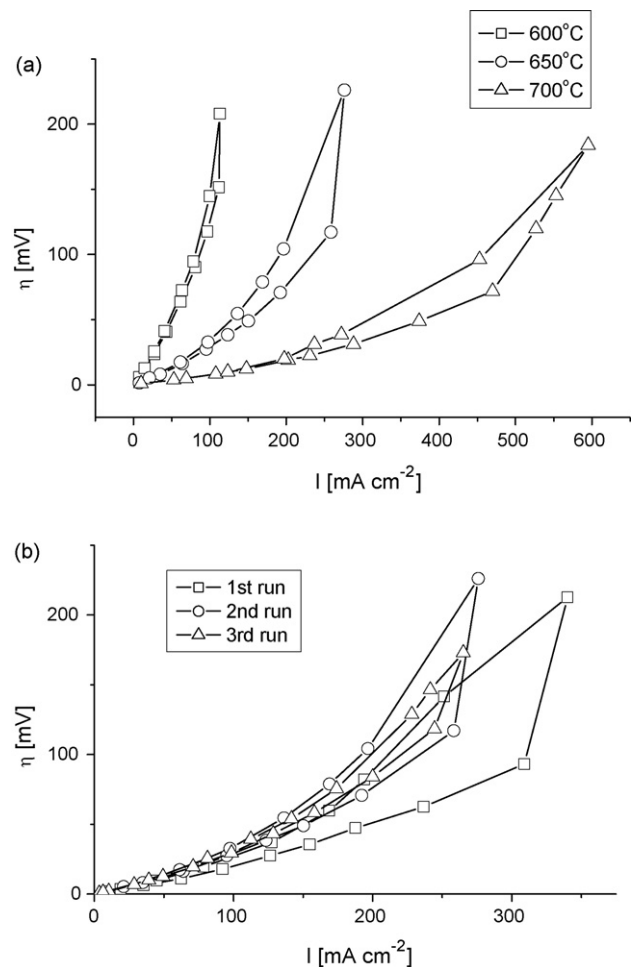 (a)
600°C
650°C
700°C
200
100
0
η [mV]
0 100 200 300 400 500 600
I [mA cm⁻²]
(b)
1st run
2nd run
3rd run
200
100
0
η [mV]
0 100 200 300
I [mA cm⁻²]